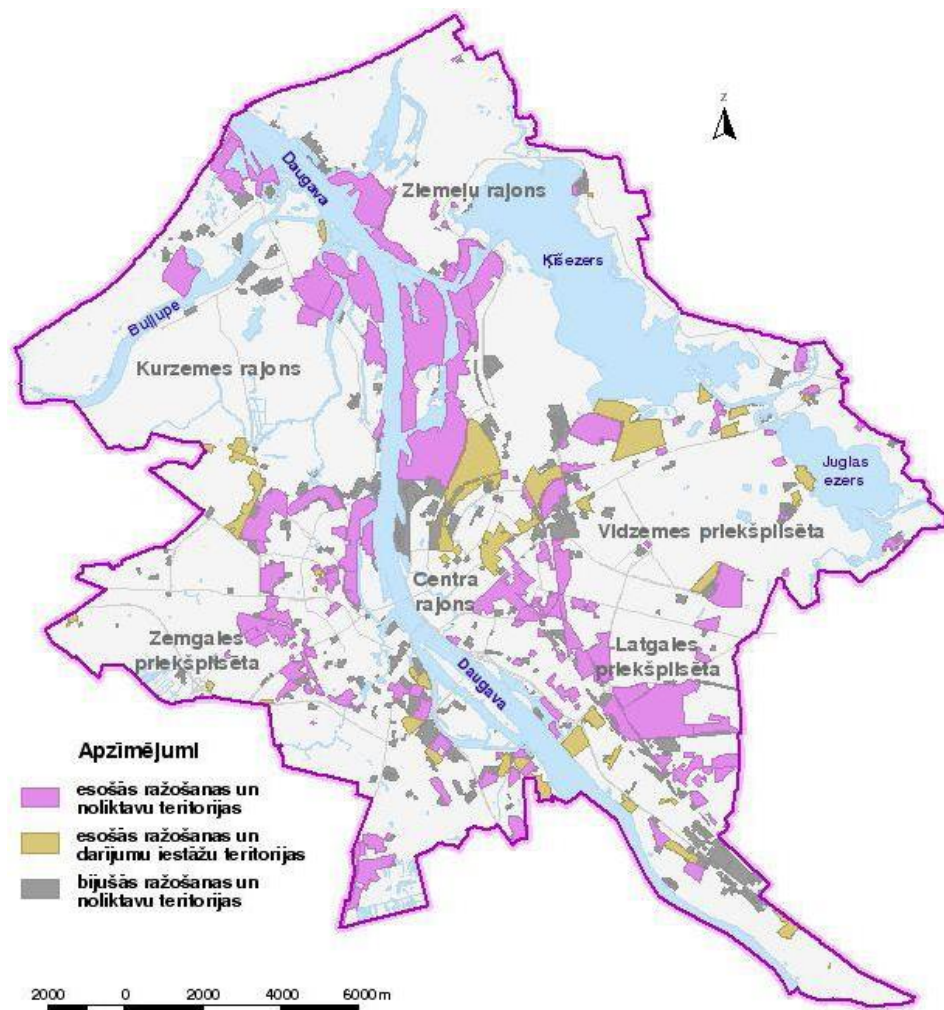 z
Daugava
Ziemeļu rajons
Ķīšezers
Buļļupe
Kurzemes rajons
Juglas
ezers
Vidzemes priekšpilsēta
Centra
rajons
Zemgales
priekšpilsēta
Latgales
priekšpilsēta
Daugava
Apzīmējumi
esošās ražošanas un
noliktavu teritorijas
esošās ražošanas un
darījumu iestāžu teritorijas
bijušās ražošanas un
noliktavu teritorijas
2000 0 2000 4000 6000 m